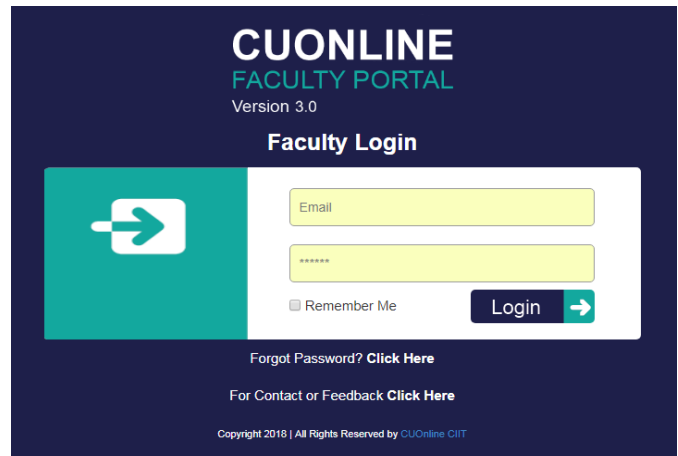 CUONLINE
FACULTY PORTAL
Version 3.0
Faculty Login
Email
******
Remember Me
Login
Forgot Password? Click Here
For Contact or Feedback Click Here
Copyright 2018 | All Rights Reserved by CUOnline CIIT